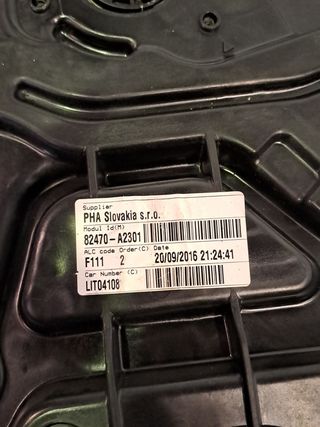 Supplier
PHA Slovakia s.r.o.
Modul Id(M)
82470-A2301
ALC code Order(C) Date
F111 2 20/09/2016 21:24:41
Car Number (C)
LIT04108
L